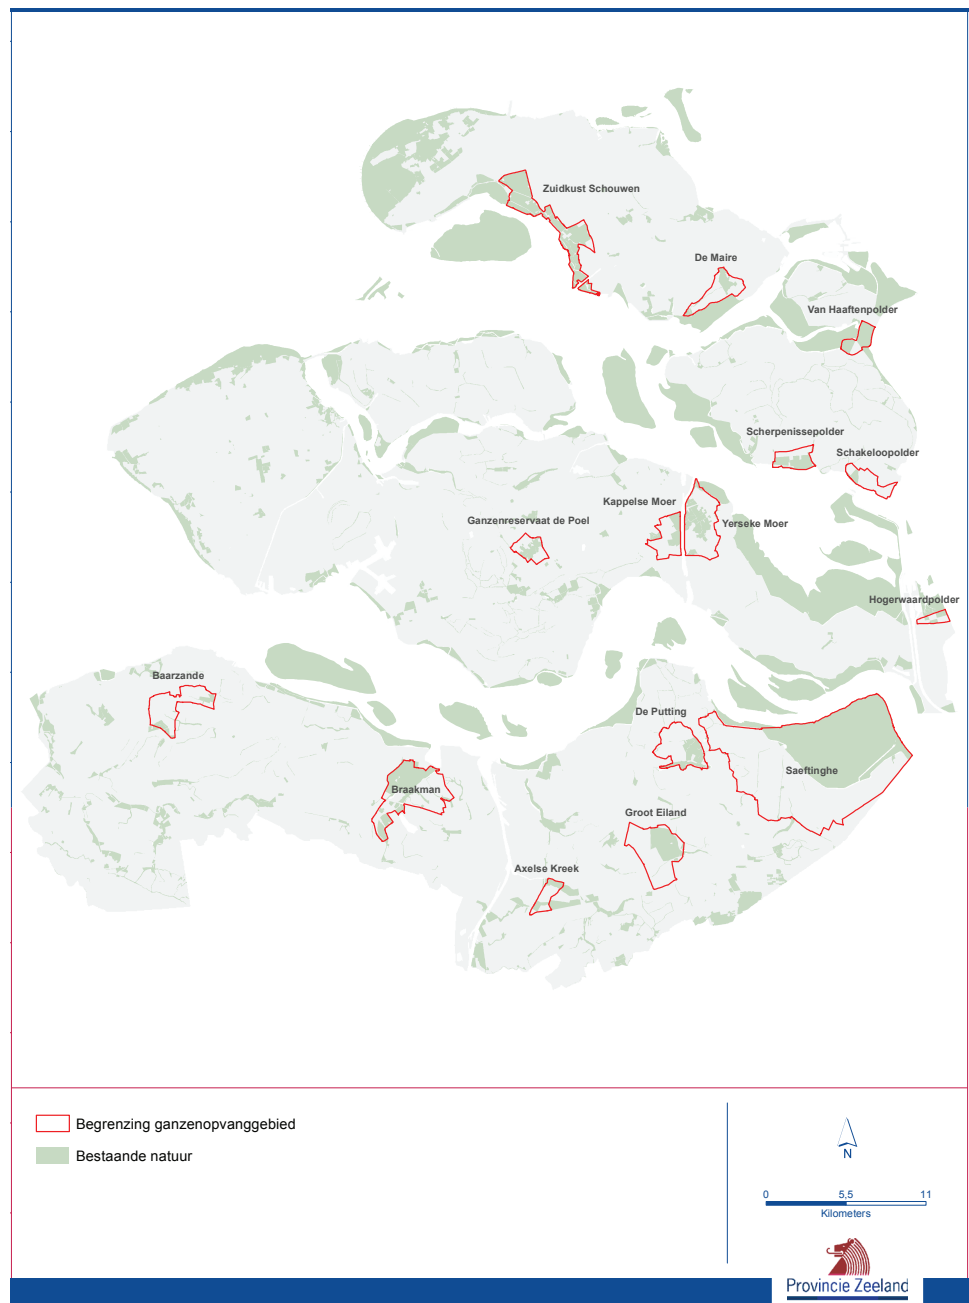 Zuidkust Schouwen
De Maire
Van Haaftenpolder
Scherpenissepolder
Schakeloopolder
Kappelse Moer
Ganzenreservaat de Poel
Yerseke Moer
Hogerwaardpolder
Baarzande
De Putting
Saeftinghe
Braakman
Groot Eiland
Axelse Kreek
Begrenzing ganzenopvanggebied
Bestaande natuur
N
0 5,5 11
Kilometers
Provincie Zeeland